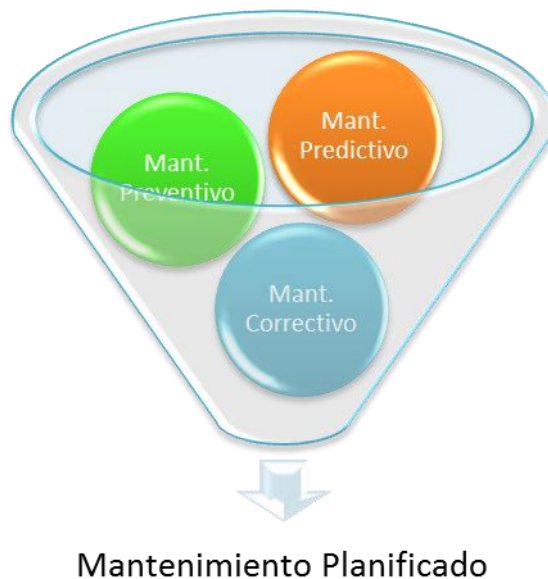 Mant.
Preventivo
Mant.
Predictivo
Mant.
Correctivo
Mantenimiento Planificado